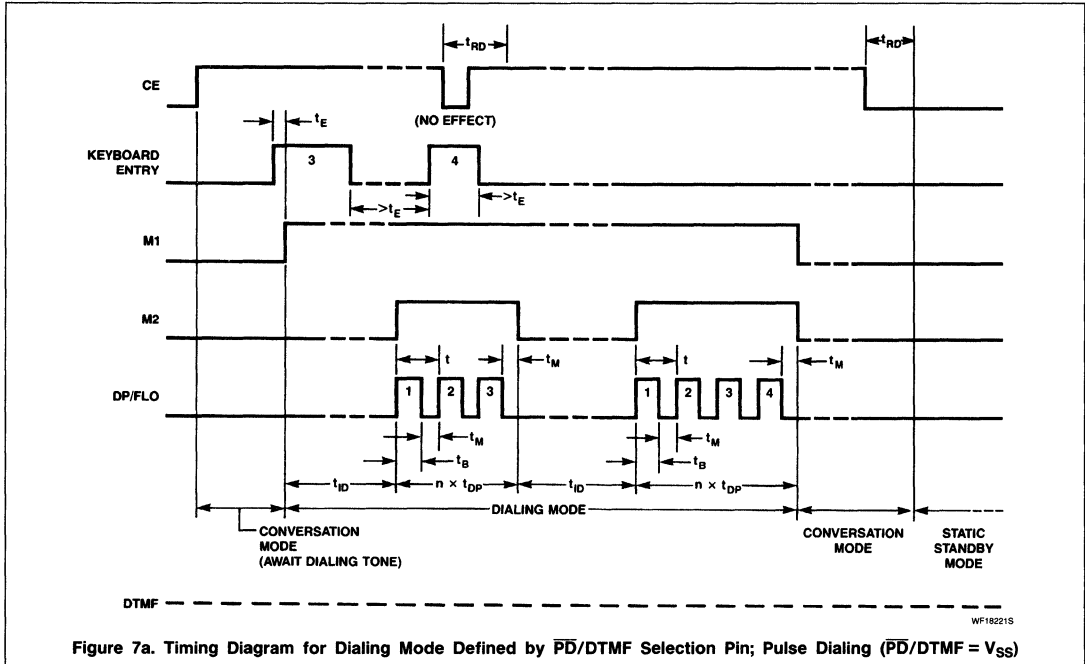 tRD
tRD
CE
(NO EFFECT)
tE
KEYBOARD
ENTRY
3
4
>tE
>tE
M1
M2
t
tM
t
tM
DP/FLO
1
2
3
1
2
3
4
tM
tM
tB
tB
tID
n × tDP
tID
n × tDP
DIALING MODE
CONVERSATION
MODE
(AWAIT DIALING TONE)
CONVERSATION
MODE
STATIC
STANDBY
MODE
DTMF
WF18221S
Figure 7a. Timing Diagram for Dialing Mode Defined by P̅D̅/DTMF Selection Pin; Pulse Dialing (P̅D̅/DTMF = VSS)